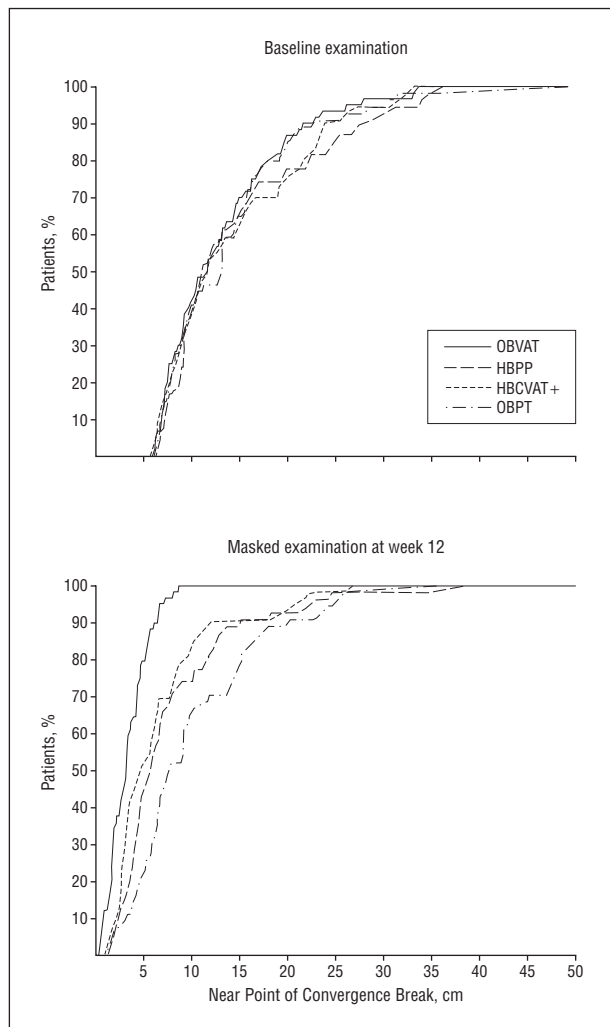 Baseline examination
100
90
80
70
60
50
40
30
20
10
Patients, %
OBVAT
HBPP
HBCVAT+
OBPT
Masked examination at week 12
100
90
80
70
60
50
40
30
20
10
Patients, %
5 10 15 20 25 30 35 40 45 50
Near Point of Convergence Break, cm